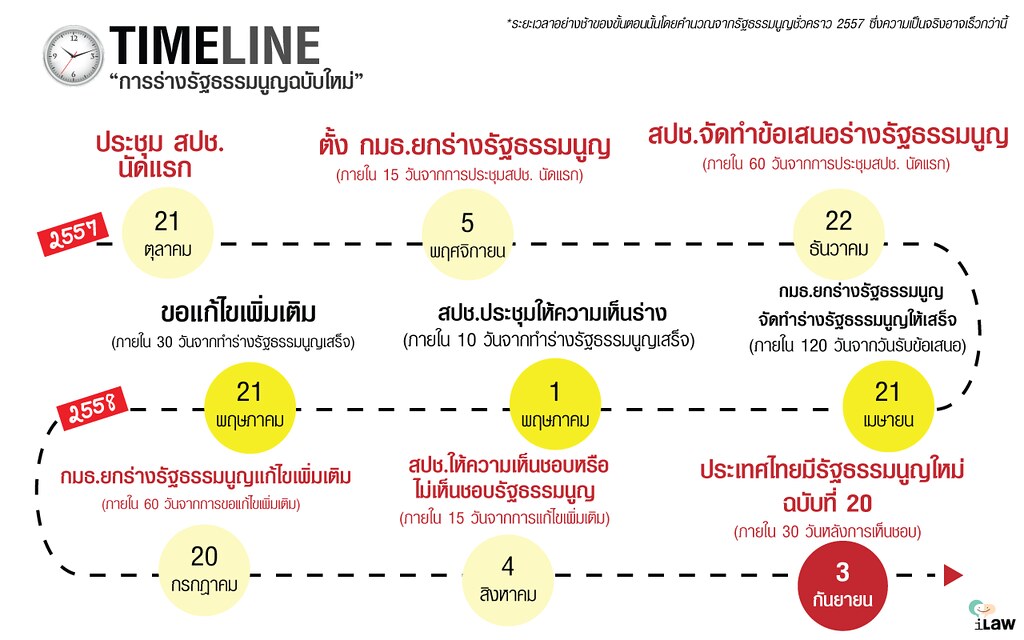 *ระยะเวลาอย่างช้าของขั้นตอนนั้นโดยคำนวณจากรัฐธรรมนูญชั่วคราว 2557 ซึ่งความเป็นจริงอาจเร็วกว่านี้
TIMELINE
“การร่างรัฐธรรมนูญฉบับใหม่”
ประชุม สปช.
นัดแรก
21
ตุลาคม
ตั้ง กมธ.ยกร่างรัฐธรรมนูญ
(ภายใน 15 วันจากการประชุมสปช. นัดแรก)
5
พฤศจิกายน
สปช.จัดทำข้อเสนอร่างรัฐธรรมนูญ
(ภายใน 60 วันจากการประชุมสปช. นัดแรก)
22
ธันวาคม
2557
ขอแก้ไขเพิ่มเติม
(ภายใน 30 วันจากทำร่างรัฐธรรมนูญเสร็จ)
21
พฤษภาคม
สปช.ประชุมให้ความเห็นร่าง
(ภายใน 10 วันจากทำร่างรัฐธรรมนูญเสร็จ)
1
พฤษภาคม
กมธ.ยกร่างรัฐธรรมนูญ
จัดทำร่างรัฐธรรมนูญให้เสร็จ
(ภายใน 120 วันจากวันรับข้อเสนอ)
21
เมษายน
2558
กมธ.ยกร่างรัฐธรรมนูญแก้ไขเพิ่มเติม
(ภายใน 60 วันจากการขอแก้ไขเพิ่มเติม)
20
กรกฎาคม
สปช.ให้ความเห็นชอบหรือ
ไม่เห็นชอบรัฐธรรมนูญ
(ภายใน 15 วันจากการแก้ไขเพิ่มเติม)
4
สิงหาคม
ประเทศไทยมีรัฐธรรมนูญใหม่
ฉบับที่ 20
(ภายใน 30 วันหลังการเห็นชอบ)
3
กันยายน
iLaw